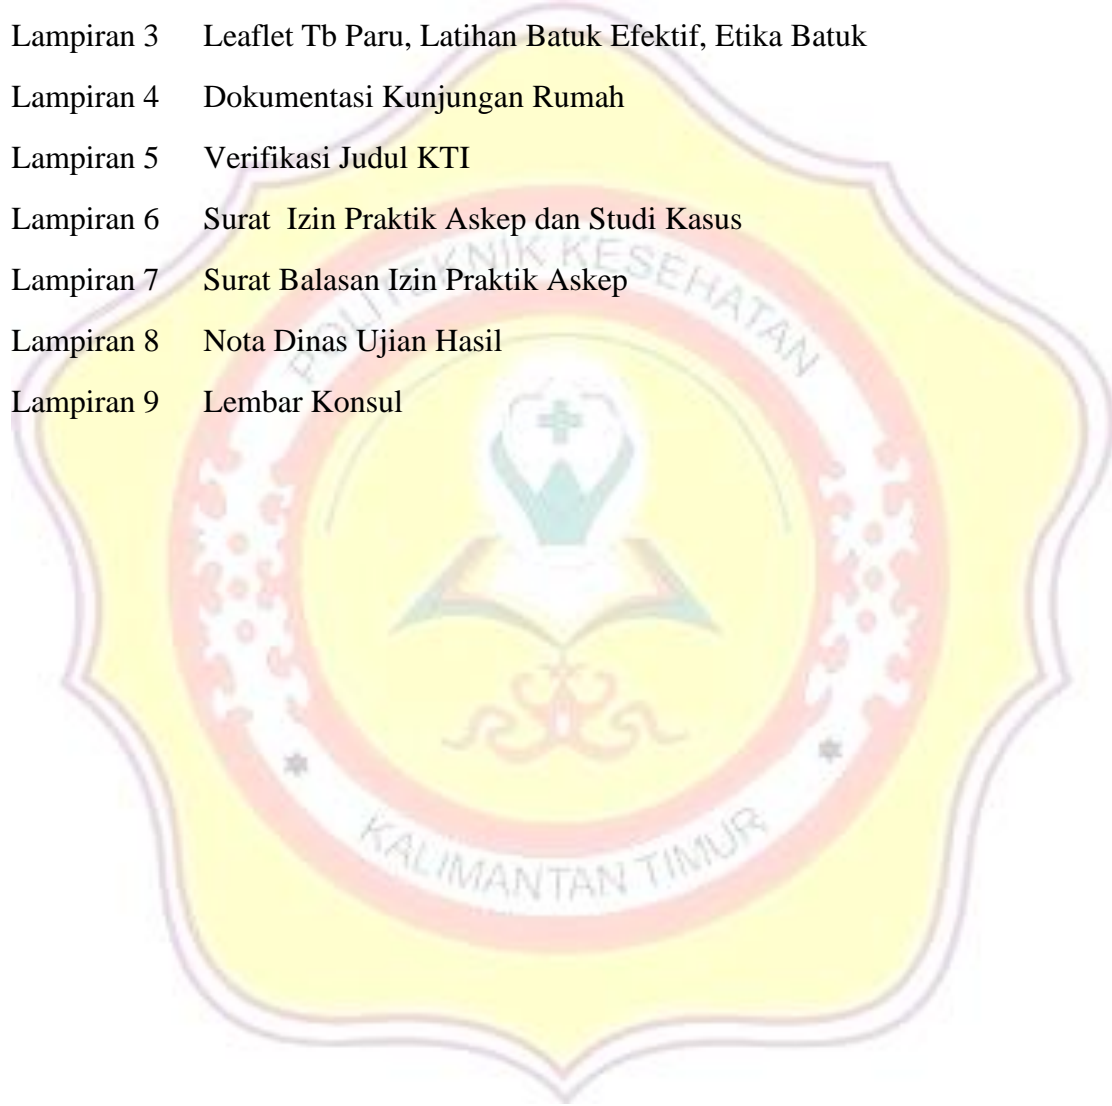 Lampiran 3 Leaflet Tb Paru, Latihan Batuk Efektif, Etika Batuk
Lampiran 4 Dokumentasi Kunjungan Rumah
Lampiran 5 Verifikasi Judul KTI
Lampiran 6 Surat Izin Praktik Askep dan Studi Kasus
Lampiran 7 Surat Balasan Izin Praktik Askep
Lampiran 8 Nota Dinas Ujian Hasil
Lampiran 9 Lembar Konsul
POLITEKNIK KESEHATAN
KALIMANTAN TIMUR